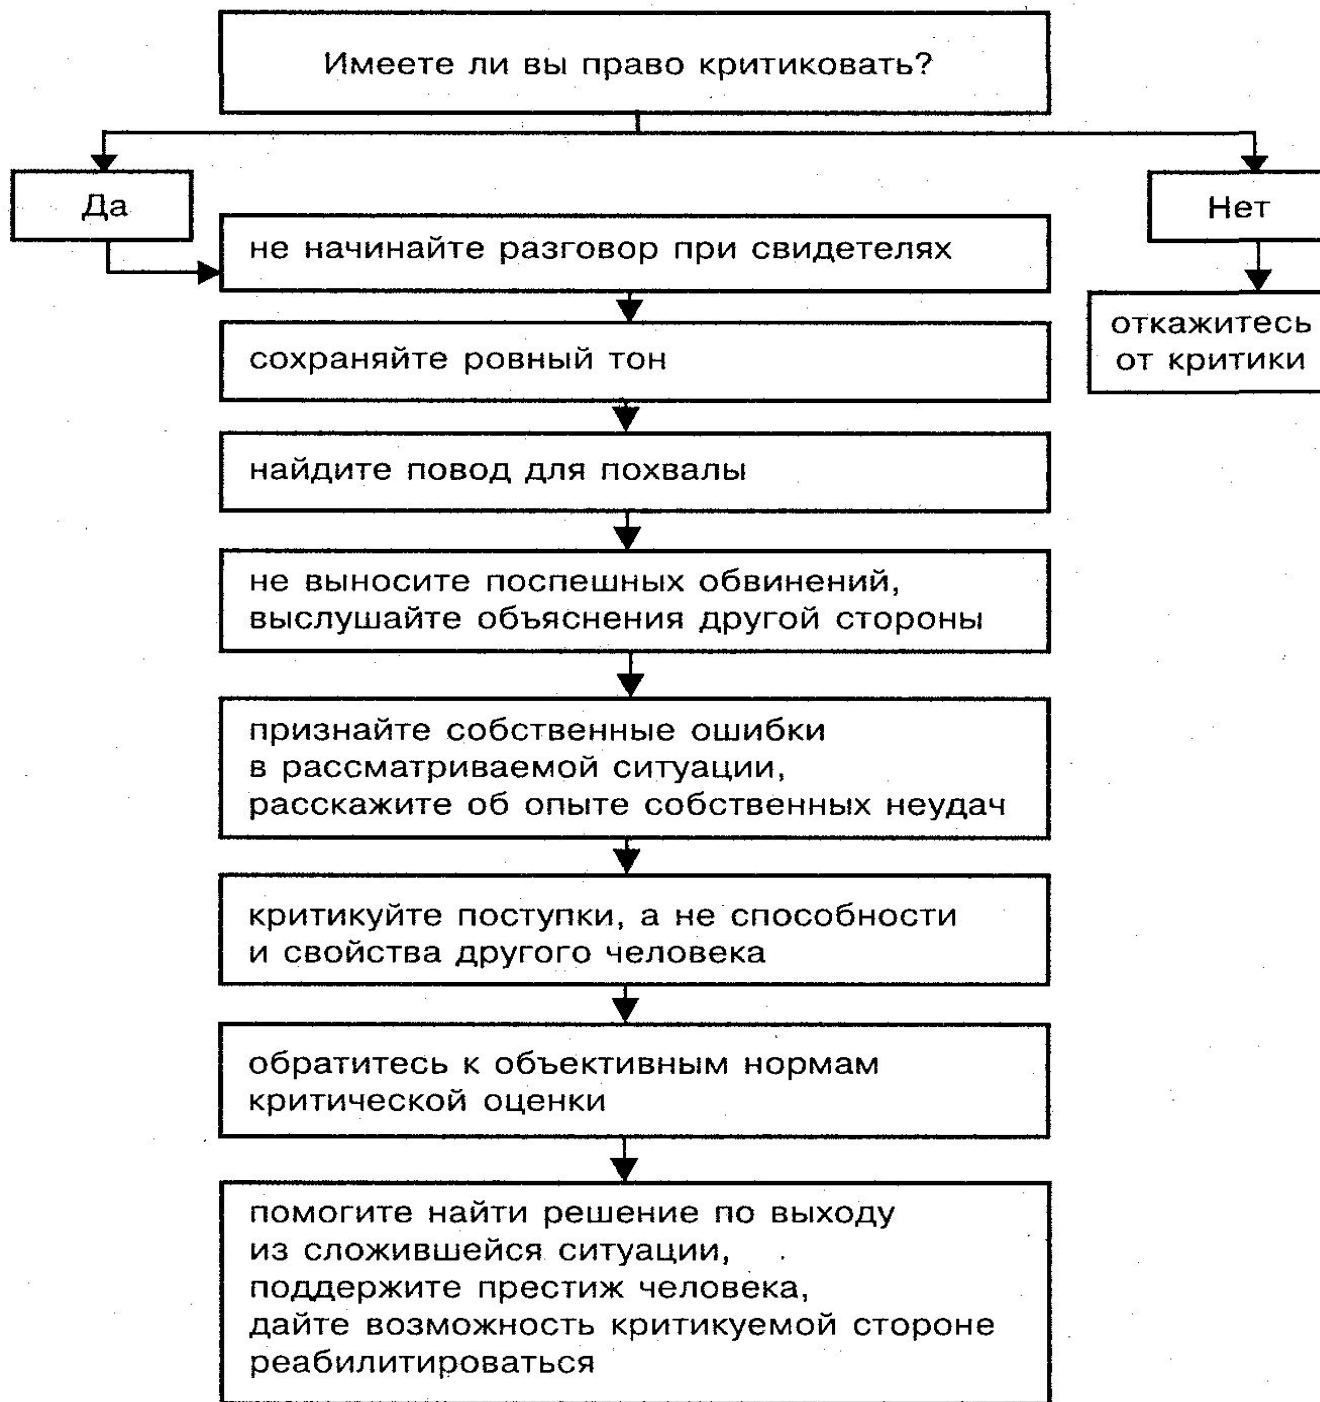 Имеете ли вы право критиковать?
Да
Нет
не начинайте разговор при свидетелях
откажитесь
от критики
сохраняйте ровный тон
найдите повод для похвалы
не выносите поспешных обвинений,
выслушайте объяснения другой стороны
признайте собственные ошибки
в рассматриваемой ситуации,
расскажите об опыте собственных неудач
критикуйте поступки, а не способности
и свойства другого человека
обратитесь к объективным нормам
критической оценки
помогите найти решение по выходу
из сложившейся ситуации,
поддержите престиж человека,
дайте возможность критикуемой стороне
реабилитироваться